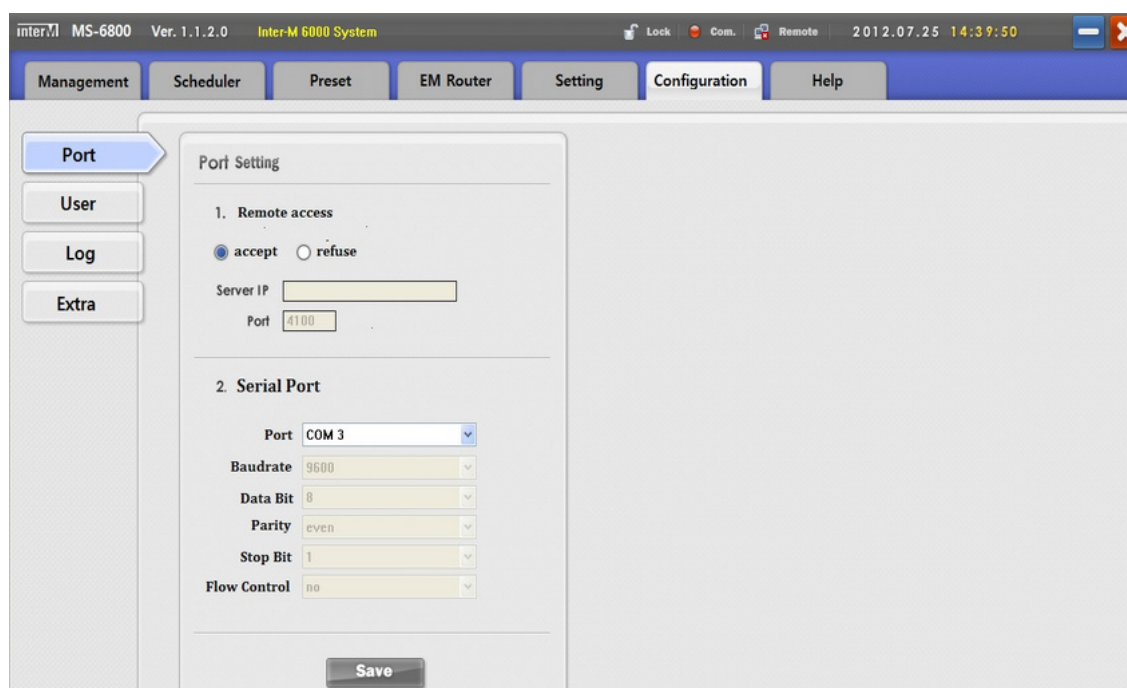 inter.M MS-6800 Ver. 1.1.2.0 Inter-M 6000 System Lock Com. Remote 2012.07.25 14:39:50
Management Scheduler Preset EM Router Setting Configuration Help
Port
User
Log
Extra
Port Setting
1. Remote access
accept refuse
Server IP
Port 4100
2. Serial Port
Port COM 3
Baudrate 9600
Data Bit 8
Parity even
Stop Bit 1
Flow Control no
Save